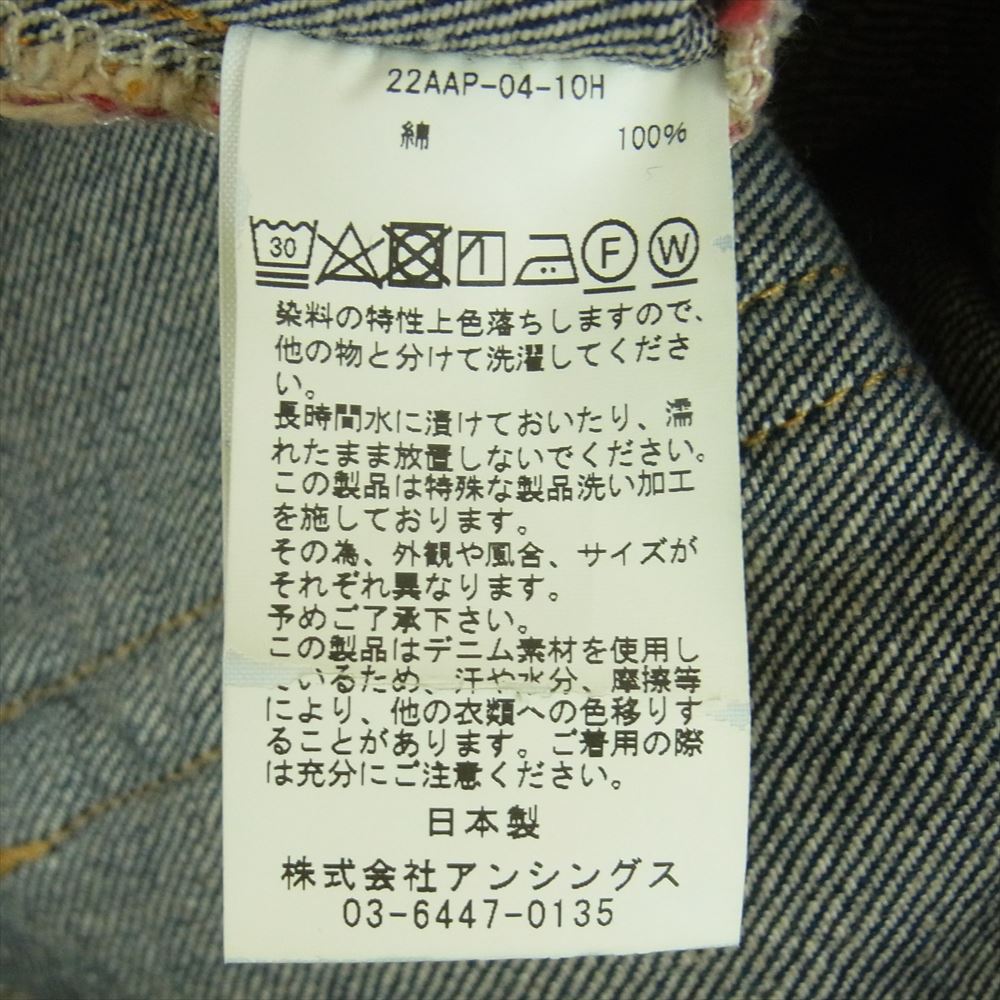 22AAP-04-10H
綿 100%
30 F W
染料の特性上色落ちしますので、
他の物と分けて洗濯してくださ
い。
長時間水に漬けておいたり、濡
れたまま放置しないでください。
この製品は特殊な製品洗い加工
を施しております。
その為、外観や風合、サイズが
それぞれ異なります。
予めご了承下さい。
この製品はデニム素材を使用し
ているため、汗や水分、摩擦等
により、他の衣類への色移りす
ることがあります。ご着用の際
は充分にご注意ください。
日本製
株式会社アンシングス
03-6447-0135